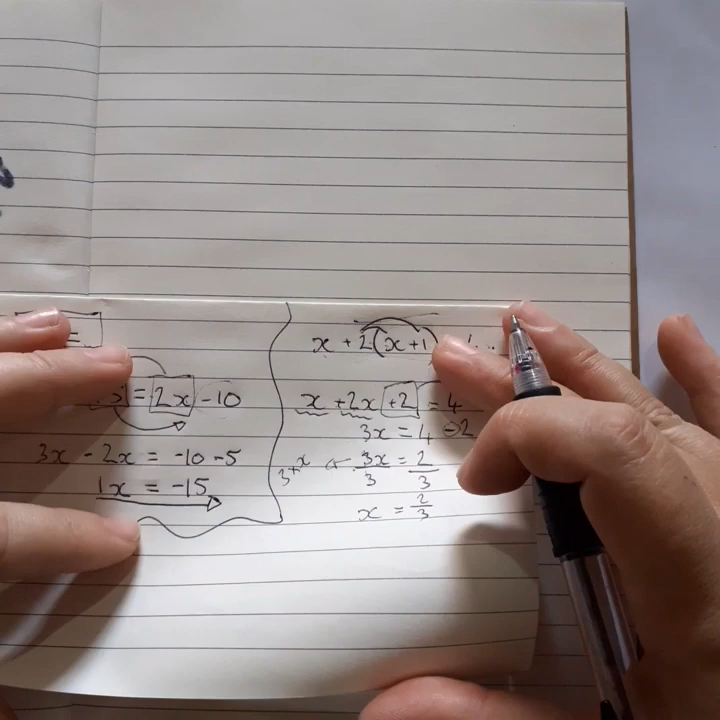 =
= 2x -10
3x - 2x = -10 -5
1x = -15
x + 2(x+1)
x + 2x +2 = 4
3x = 4 -2
3x = 2
3 3
x = 2/3